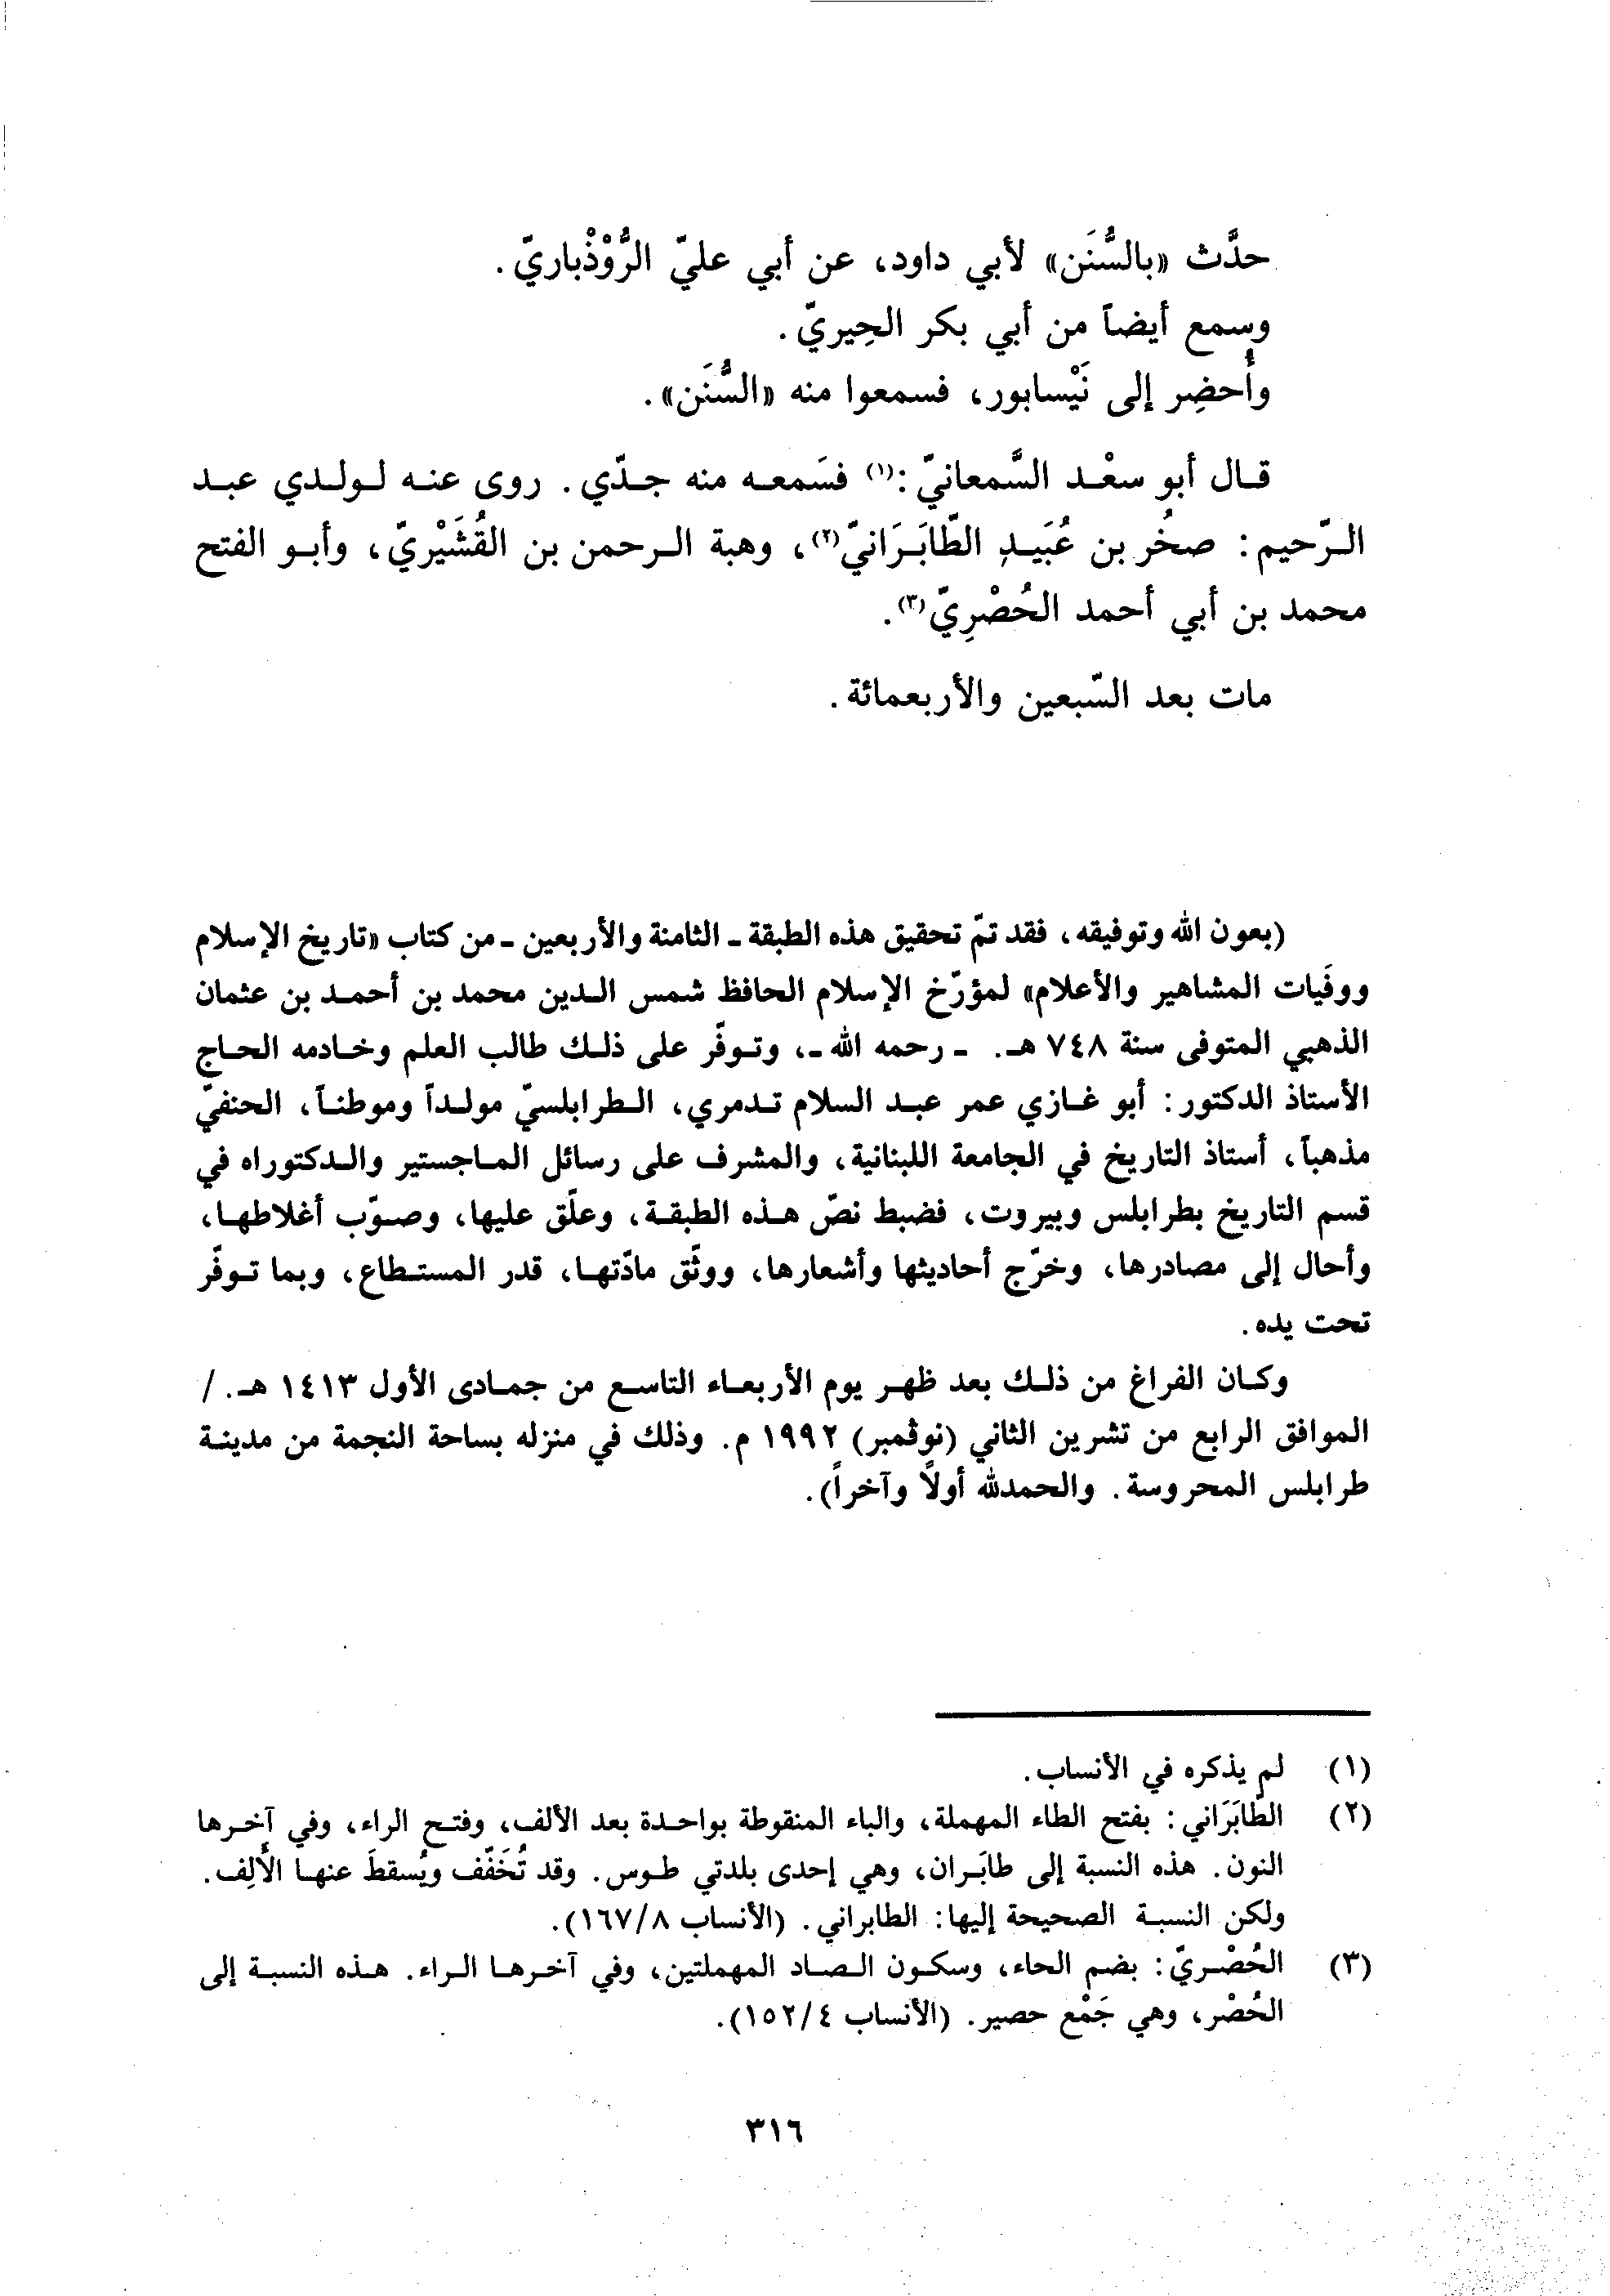 حدَّث «بالسُّنَن» لأبي داود، عن أبي عليّ الرُّوْذْباريّ.
وسمع أيضاً من أبي بكر الحِيريّ.
وأُحضِر إلى نَيْسابور، فسمعوا منه «السُّنَن».
قال أبو سعْد السَّمعانيّ:(١) فسَمعه منه جدّي. روى عنه لولدي عبد
الرّحيم: صخُر بن عُبَيدٍ الطّابَرَانيّ(٢)، وهبة الرحمن بن القُشَيْريّ، وأبو الفتح
محمد بن أبي أحمد الحُصْرِيّ(٣).
مات بعد السّبعين والأربعمائة.
(بعون الله وتوفيقه، فقد تمّ تحقيق هذه الطبقة ـ الثامنة والأربعين ـ من كتاب «تاريخ الإسلام
ووفَيات المشاهير والأعلام» لمؤرّخ الإسلام الحافظ شمس الدين محمد بن أحمد بن عثمان
الذهبي المتوفى سنة ٧٤٨ هـ. ـ رحمه الله ـ، وتوفّر على ذلك طالب العلم وخادمه الحاج
الأستاذ الدكتور: أبو غازي عمر عبد السلام تدمري، الطرابلسيّ مولداً وموطناً، الحنفيّ
مذهباً، أستاذ التاريخ في الجامعة اللبنانية، والمشرف على رسائل الماجستير والدكتوراه في
قسم التاريخ بطرابلس وبيروت، فضبط نصّ هذه الطبقة، وعلّق عليها، وصوّب أغلاطها،
وأحال إلى مصادرها، وخرّج أحاديثها وأشعارها، ووثّق مادّتها، قدر المستطاع، وبما توفّر
تحت يده.
وكان الفراغ من ذلك بعد ظهر يوم الأربعاء التاسع من جمادى الأول ١٤١٣ هـ. /
الموافق الرابع من تشرين الثاني (نوڤمبر) ١٩٩٢ م. وذلك في منزله بساحة النجمة من مدينة
طرابلس المحروسة. والحمدلله أولاً وآخراً).
(١) لم يذكره في الأنساب.
(٢) الطّابَرَاني: بفتح الطاء المهملة، والباء المنقوطة بواحدة بعد الألف، وفتح الراء، وفي آخرها
النون. هذه النسبة إلى طابَران، وهي إحدى بلدتي طوس. وقد تُخَفّف ويُسقطَ عنها الألِف.
ولكن النسبة الصحيحة إليها: الطابراني. (الأنساب ١٦٧/٨).
(٣) الحُصْريّ: بضم الحاء، وسكون الصاد المهملتين، وفي آخرها الراء. هذه النسبة إلى
الحُصْر، وهي جَمْع حصير. (الأنساب ١٥٢/٤).
٣١٦